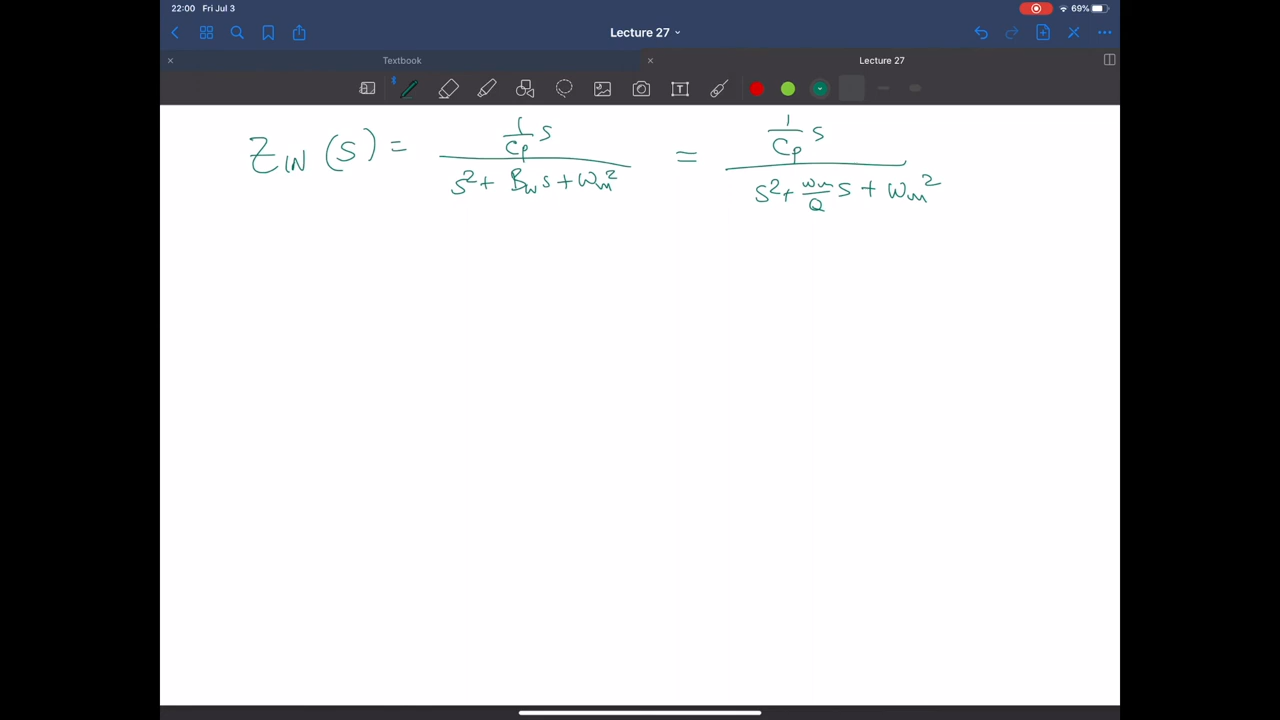 22:00 Fri Jul 3
69%
Lecture 27
Textbook
Lecture 27
T
Z_IN (s) = (1/C_p s) / (s² + B_w s + ω_m²) = (1/C_p s) / (s² + ω_m/Q s + ω_m²)